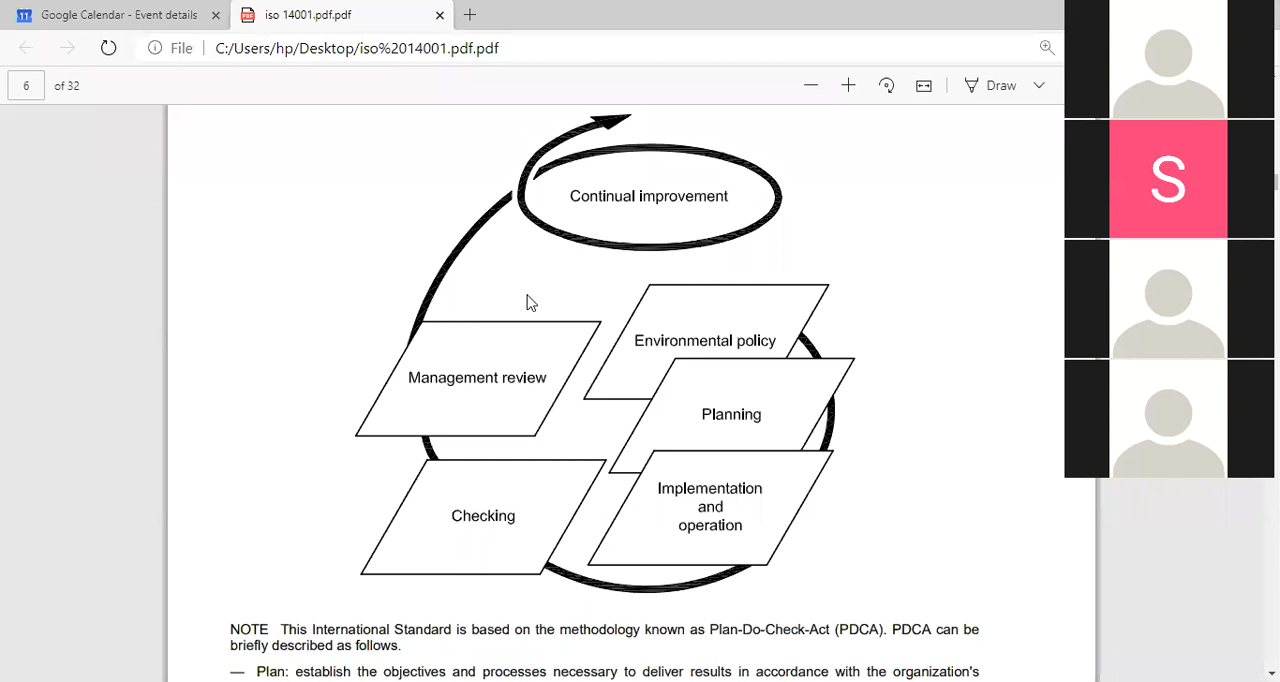 Google Calendar - Event details
iso 14001.pdf.pdf
File
C:/Users/hp/Desktop/iso%2014001.pdf.pdf
6 of 32
Draw
S
Continual improvement
Environmental policy
Management review
Planning
Implementation
and
operation
Checking
NOTE This International Standard is based on the methodology known as Plan-Do-Check-Act (PDCA). PDCA can be
briefly described as follows.
— Plan: establish the objectives and processes necessary to deliver results in accordance with the organization's